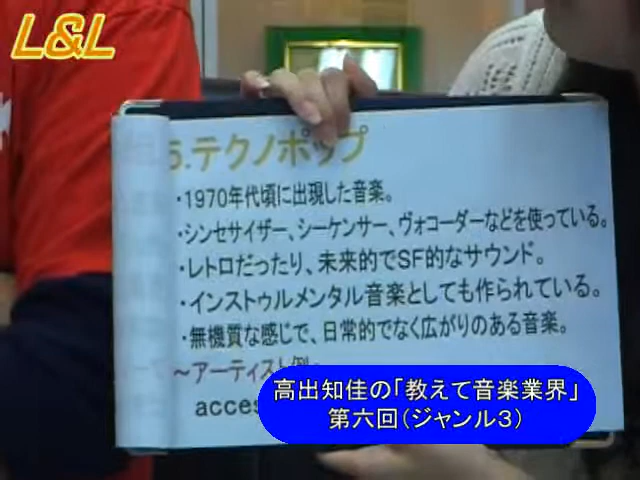 L&L
5.テクノポップ
・1970年代頃に出現した音楽。
・シンセサイザー、シーケンサー、ヴォコーダーなどを使っている。
・レトロだったり、未来的でSF的なサウンド。
・インストゥルメンタル音楽としても作られている。
・無機質な感じで、日常的でなく広がりのある音楽。
～アーティスト例
acces
高出知佳の「教えて音楽業界」
第六回（ジャンル３）